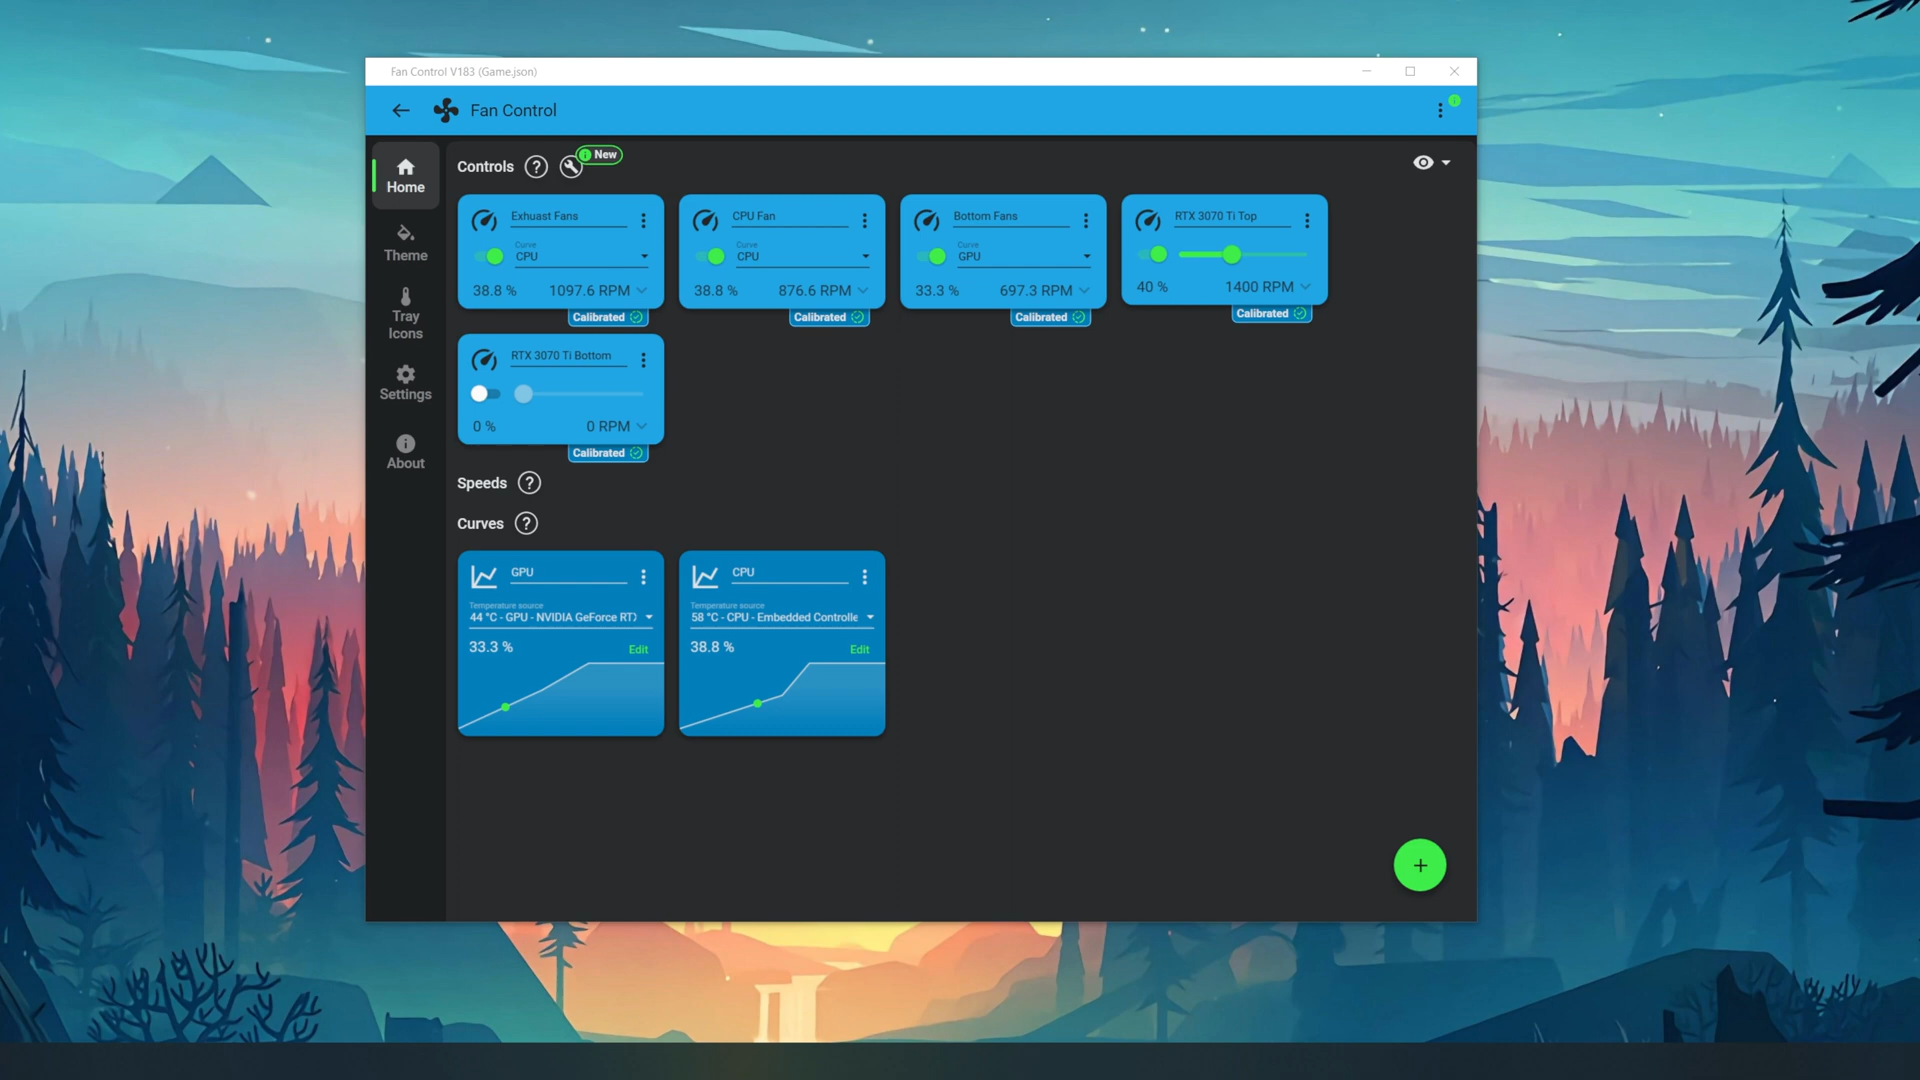 Fan Control V183 (Game.json)
Fan Control
Home
Theme
Tray
Icons
Settings
About
Controls
New
Exhuast Fans
Curve
CPU
38.8 %
1097.6 RPM
Calibrated
CPU Fan
Curve
CPU
38.8 %
876.6 RPM
Calibrated
Bottom Fans
Curve
GPU
33.3 %
697.3 RPM
Calibrated
RTX 3070 Ti Top
40 %
1400 RPM
Calibrated
RTX 3070 Ti Bottom
0 %
0 RPM
Calibrated
Speeds
Curves
GPU
Temperature source
44 °C - GPU - NVIDIA GeForce RTX
33.3 %
Edit
CPU
Temperature source
58 °C - CPU - Embedded Controlle
38.8 %
Edit